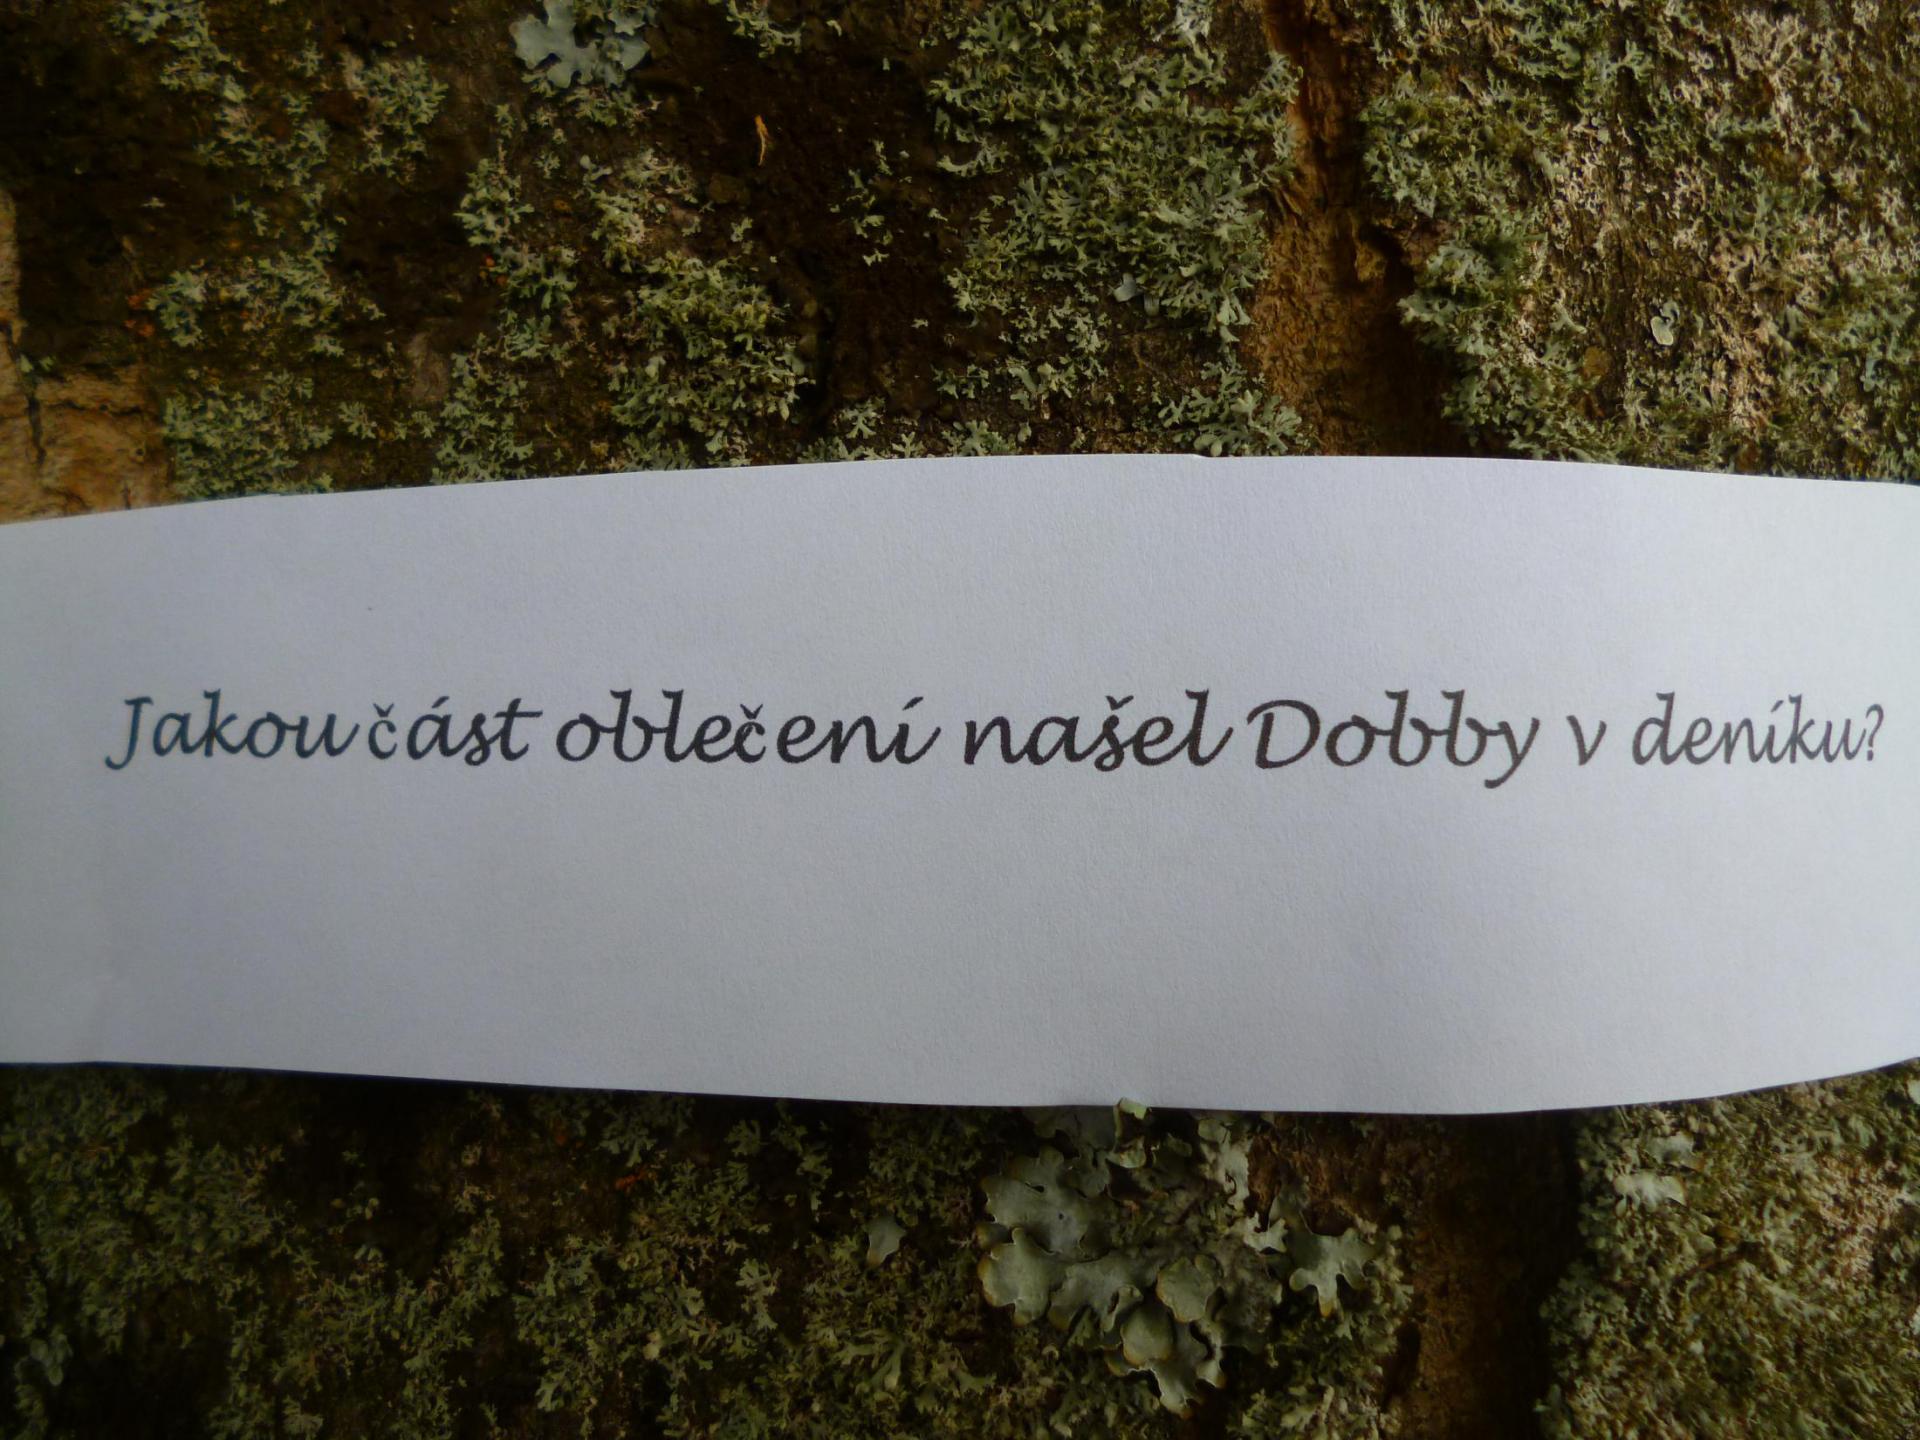 Jakou část oblečení našel Dobby v deníku?